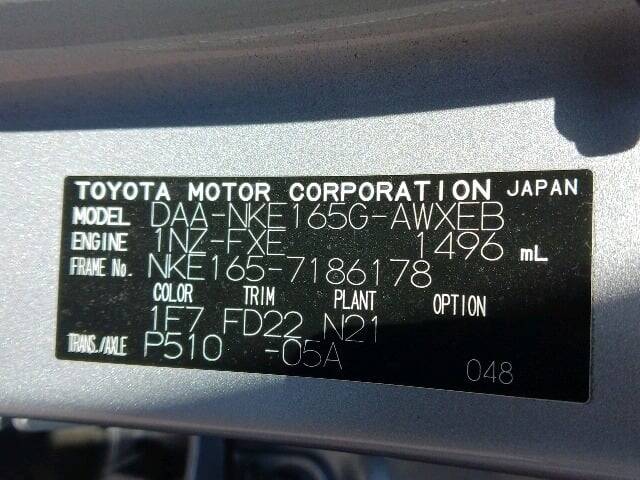 TOYOTA MOTOR CORPORATION JAPAN
MODEL DAA-NKE165G-AWXEB
ENGINE 1NZ-FXE 1496 mL
FRAME No. NKE165-7186178
COLOR TRIM PLANT OPTION
1F7 FD22 N21
TRANS./AXLE P510 -05A
048